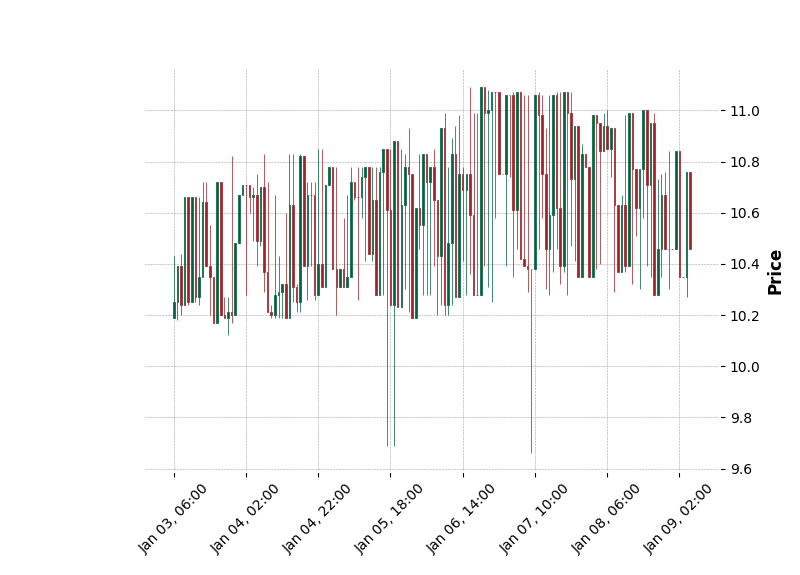 11.0
10.8
10.6
10.4
10.2
10.0
9.8
9.6
Price
Jan 03, 06:00
Jan 04, 02:00
Jan 04, 22:00
Jan 05, 18:00
Jan 06, 14:00
Jan 07, 10:00
Jan 08, 06:00
Jan 09, 02:00